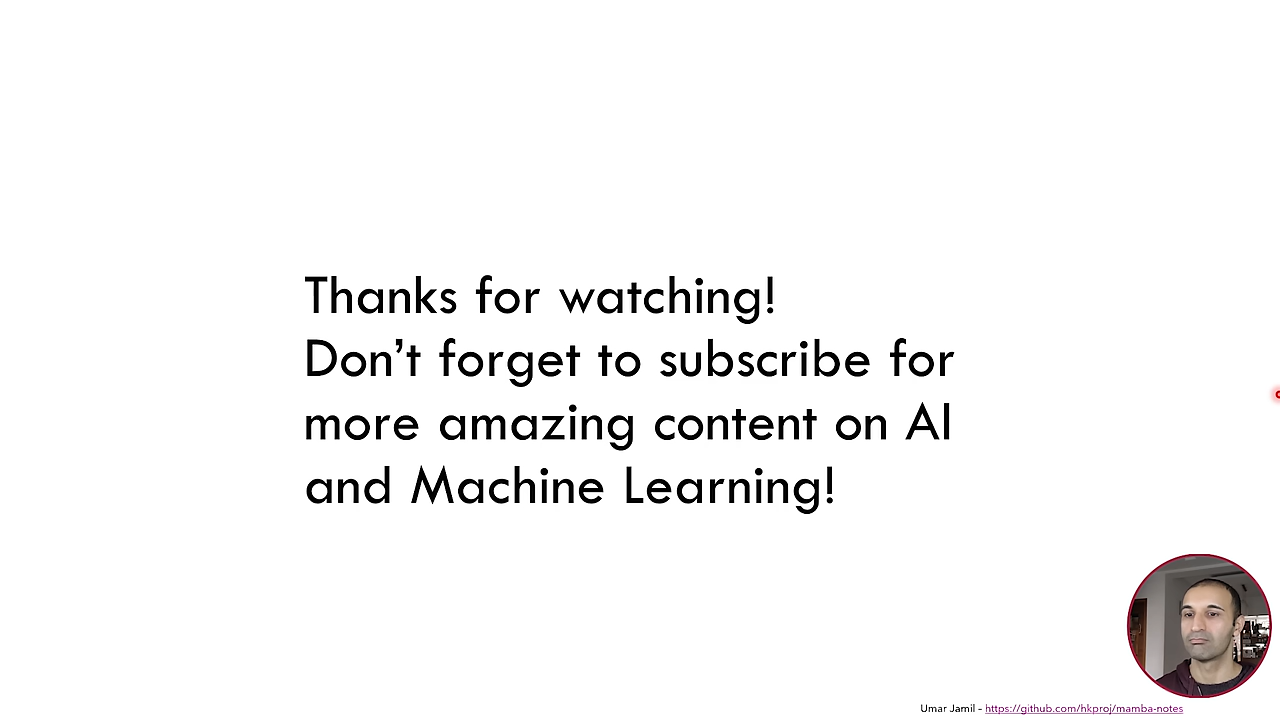 Thanks for watching!
Don’t forget to subscribe for
more amazing content on AI
and Machine Learning!
Umar Jamil – https://github.com/hkproj/mamba-notes